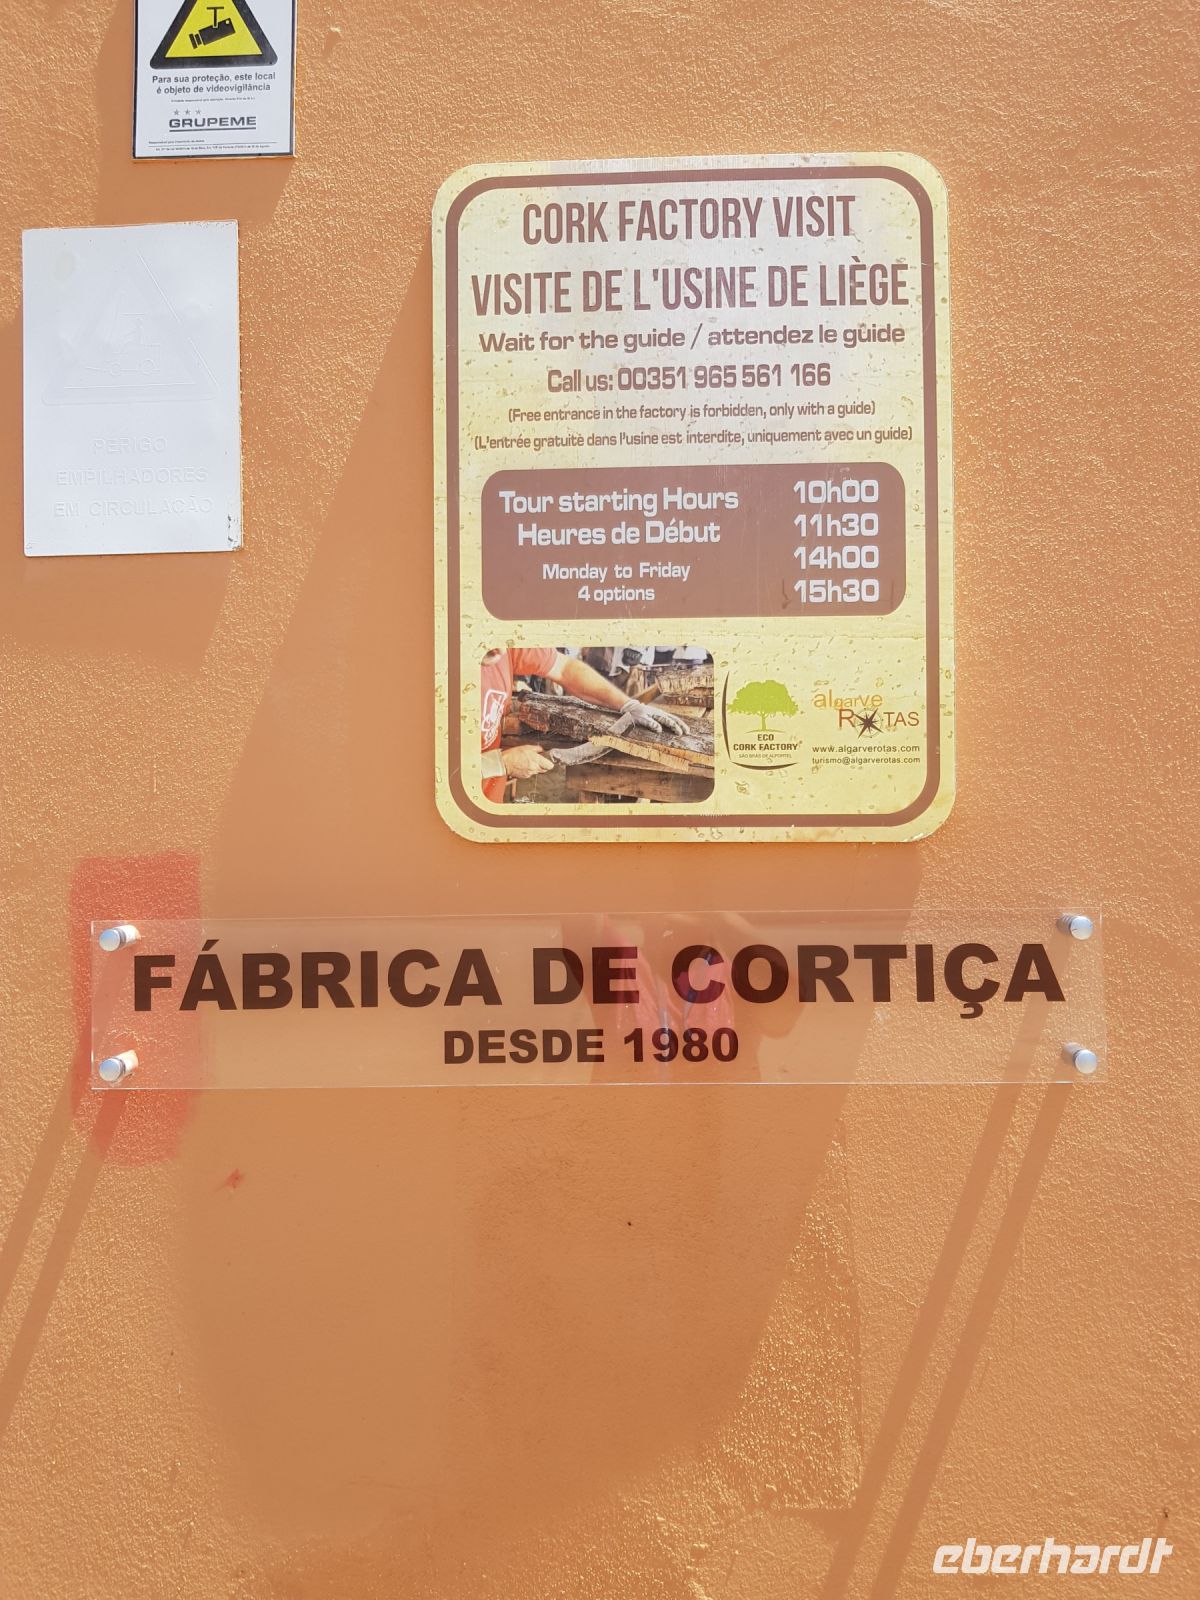 Para sua proteção, este local
é objeto de videovigilância
GRUPEME
PERIGO
EMPILHADORES
EM CIRCULAÇÃO
CORK FACTORY VISIT
VISITE DE L'USINE DE LIÈGE
Wait for the guide / attendez le guide
Call us: 00351 965 561 166
(Free entrance in the factory is forbidden, only with a guide)
(L'entrée gratuite dans l'usine est interdite, uniquement avec un guide)
Tour starting Hours
Heures de Début
Monday to Friday
4 options
10h00
11h30
14h00
15h30
ECO
CORK FACTORY
SÃO BRÁS DE ALPORTEL
algarve
ROTAS
www.algarverotas.com
turismo@algarverotas.com
FÁBRICA DE CORTIÇA
DESDE 1980
eberhardt